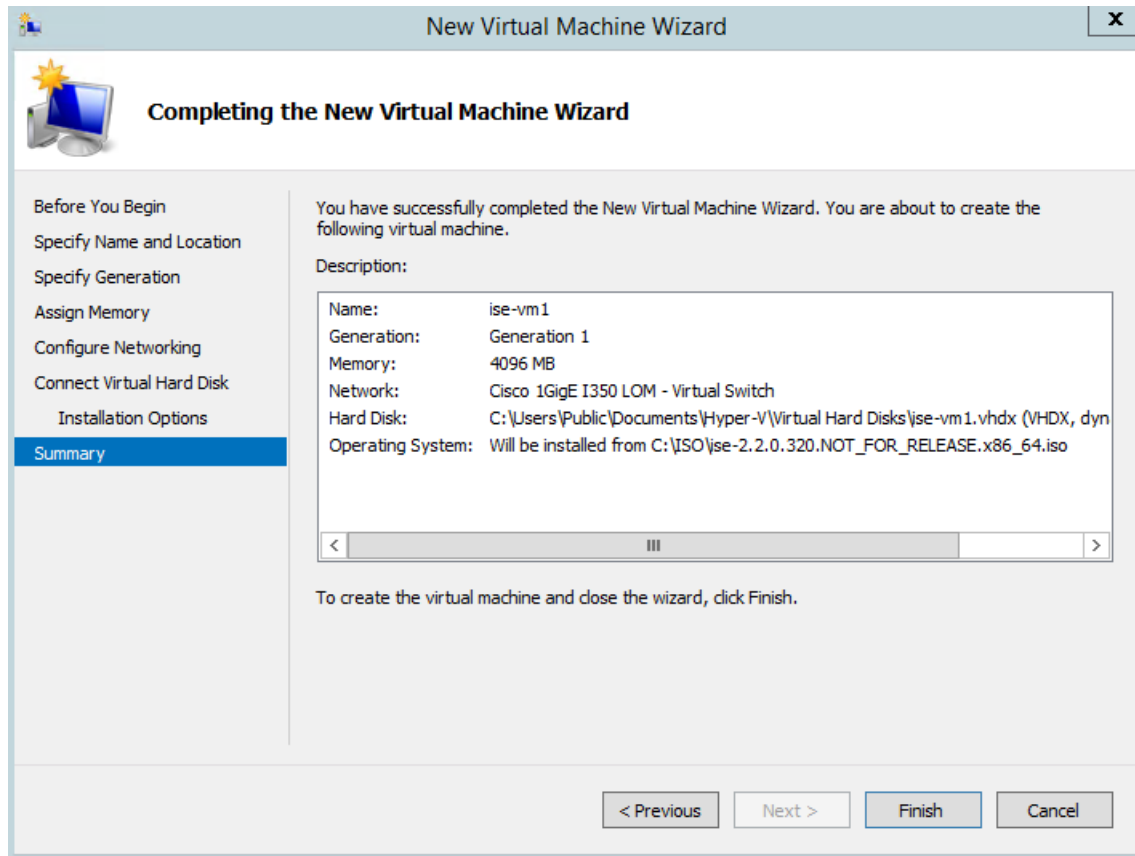 New Virtual Machine Wizard
x
Completing the New Virtual Machine Wizard
Before You Begin
Specify Name and Location
Specify Generation
Assign Memory
Configure Networking
Connect Virtual Hard Disk
Installation Options
Summary
You have successfully completed the New Virtual Machine Wizard. You are about to create the
following virtual machine.
Description:
Name: ise-vm1
Generation: Generation 1
Memory: 4096 MB
Network: Cisco 1GigE I350 LOM - Virtual Switch
Hard Disk: C:\Users\Public\Documents\Hyper-V\Virtual Hard Disks\ise-vm1.vhdx (VHDX, dyn
Operating System: Will be installed from C:\ISO\ise-2.2.0.320.NOT_FOR_RELEASE.x86_64.iso
To create the virtual machine and close the wizard, click Finish.
< Previous Next > Finish Cancel